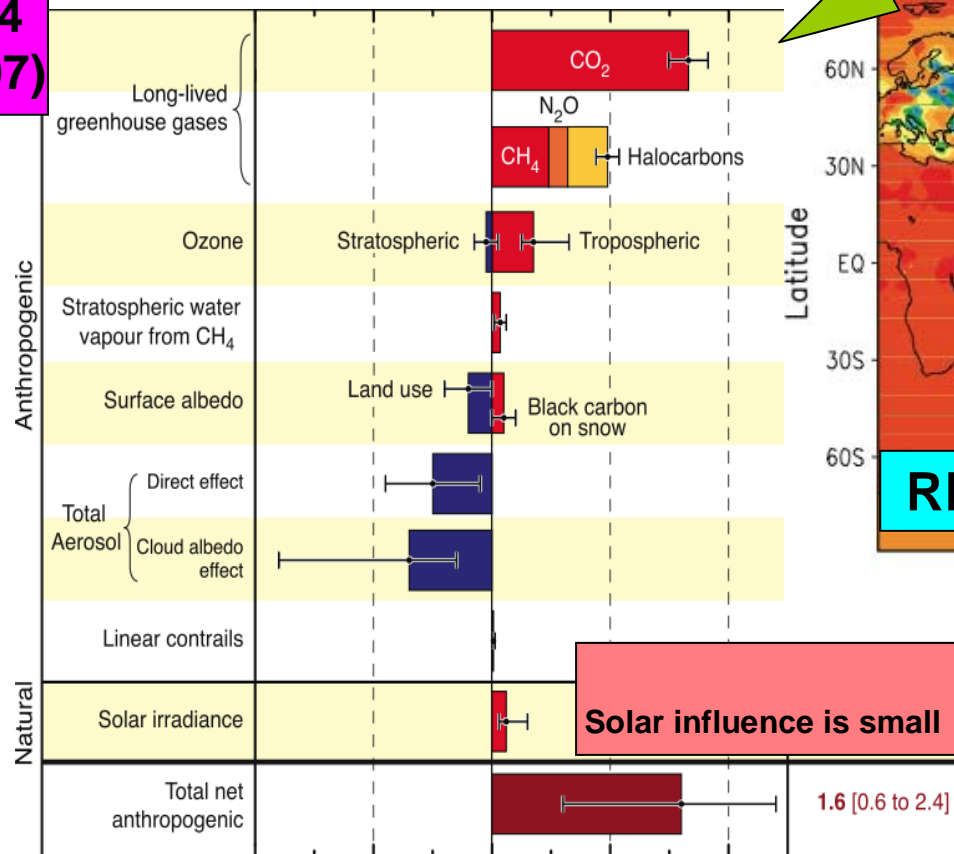 4
07)
Long-lived
greenhouse gases
CO2
N2O
CH4
Halocarbons
Ozone
Stratospheric
Tropospheric
Stratospheric water
vapour from CH4
Anthropogenic
Surface albedo
Land use
Black carbon
on snow
Total
Aerosol
Direct effect
Cloud albedo
effect
Linear contrails
Natural
Solar irradiance
Solar influence is small
Total net
anthropogenic
1.6 [0.6 to 2.4]
Latitude
60N
30N
EQ
30S
60S